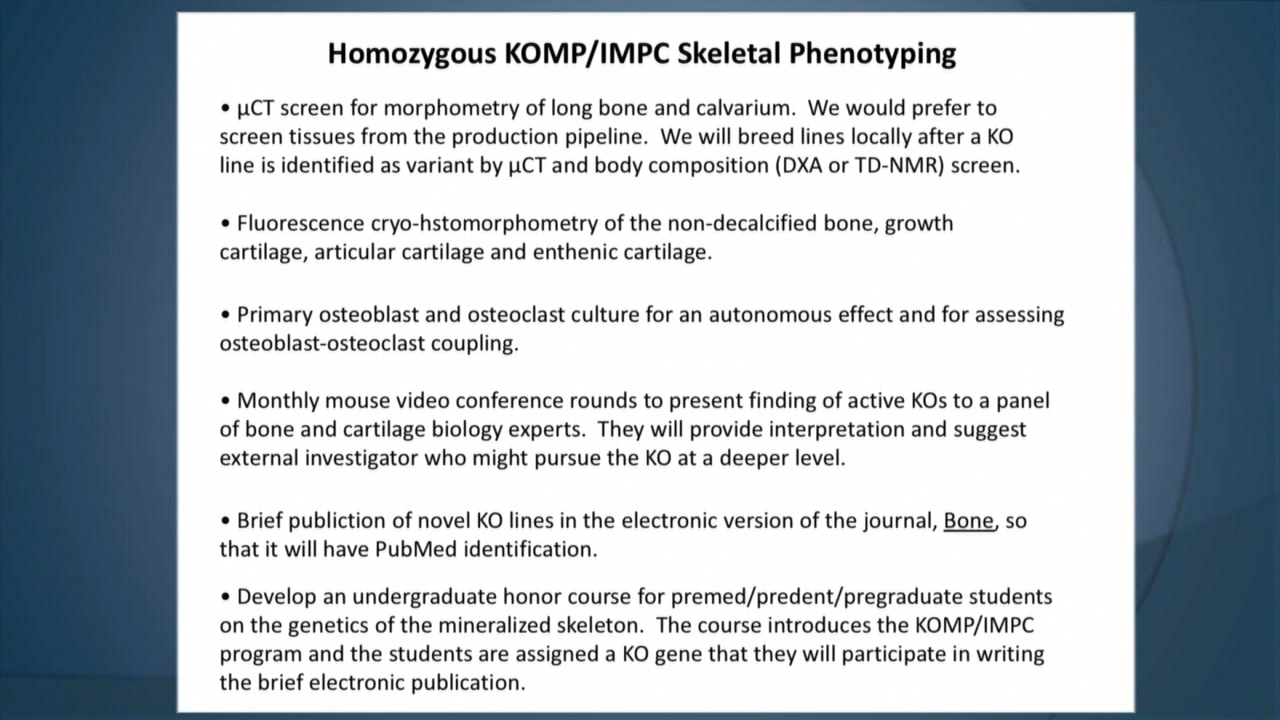 Homozygous KOMP/IMPC Skeletal Phenotyping
• µCT screen for morphometry of long bone and calvarium.  We would prefer to
screen tissues from the production pipeline.  We will breed lines locally after a KO
line is identified as variant by µCT and body composition (DXA or TD-NMR) screen.
• Fluorescence cryo-hstomorphometry of the non-decalcified bone, growth
cartilage, articular cartilage and enthenic cartilage.
• Primary osteoblast and osteoclast culture for an autonomous effect and for assessing
osteoblast-osteoclast coupling.
• Monthly mouse video conference rounds to present finding of active KOs to a panel
of bone and cartilage biology experts.  They will provide interpretation and suggest
external investigator who might pursue the KO at a deeper level.
• Brief publiction of novel KO lines in the electronic version of the journal, Bone, so
that it will have PubMed identification.
• Develop an undergraduate honor course for premed/predent/pregraduate students
on the genetics of the mineralized skeleton.  The course introduces the KOMP/IMPC
program and the students are assigned a KO gene that they will participate in writing
the brief electronic publication.